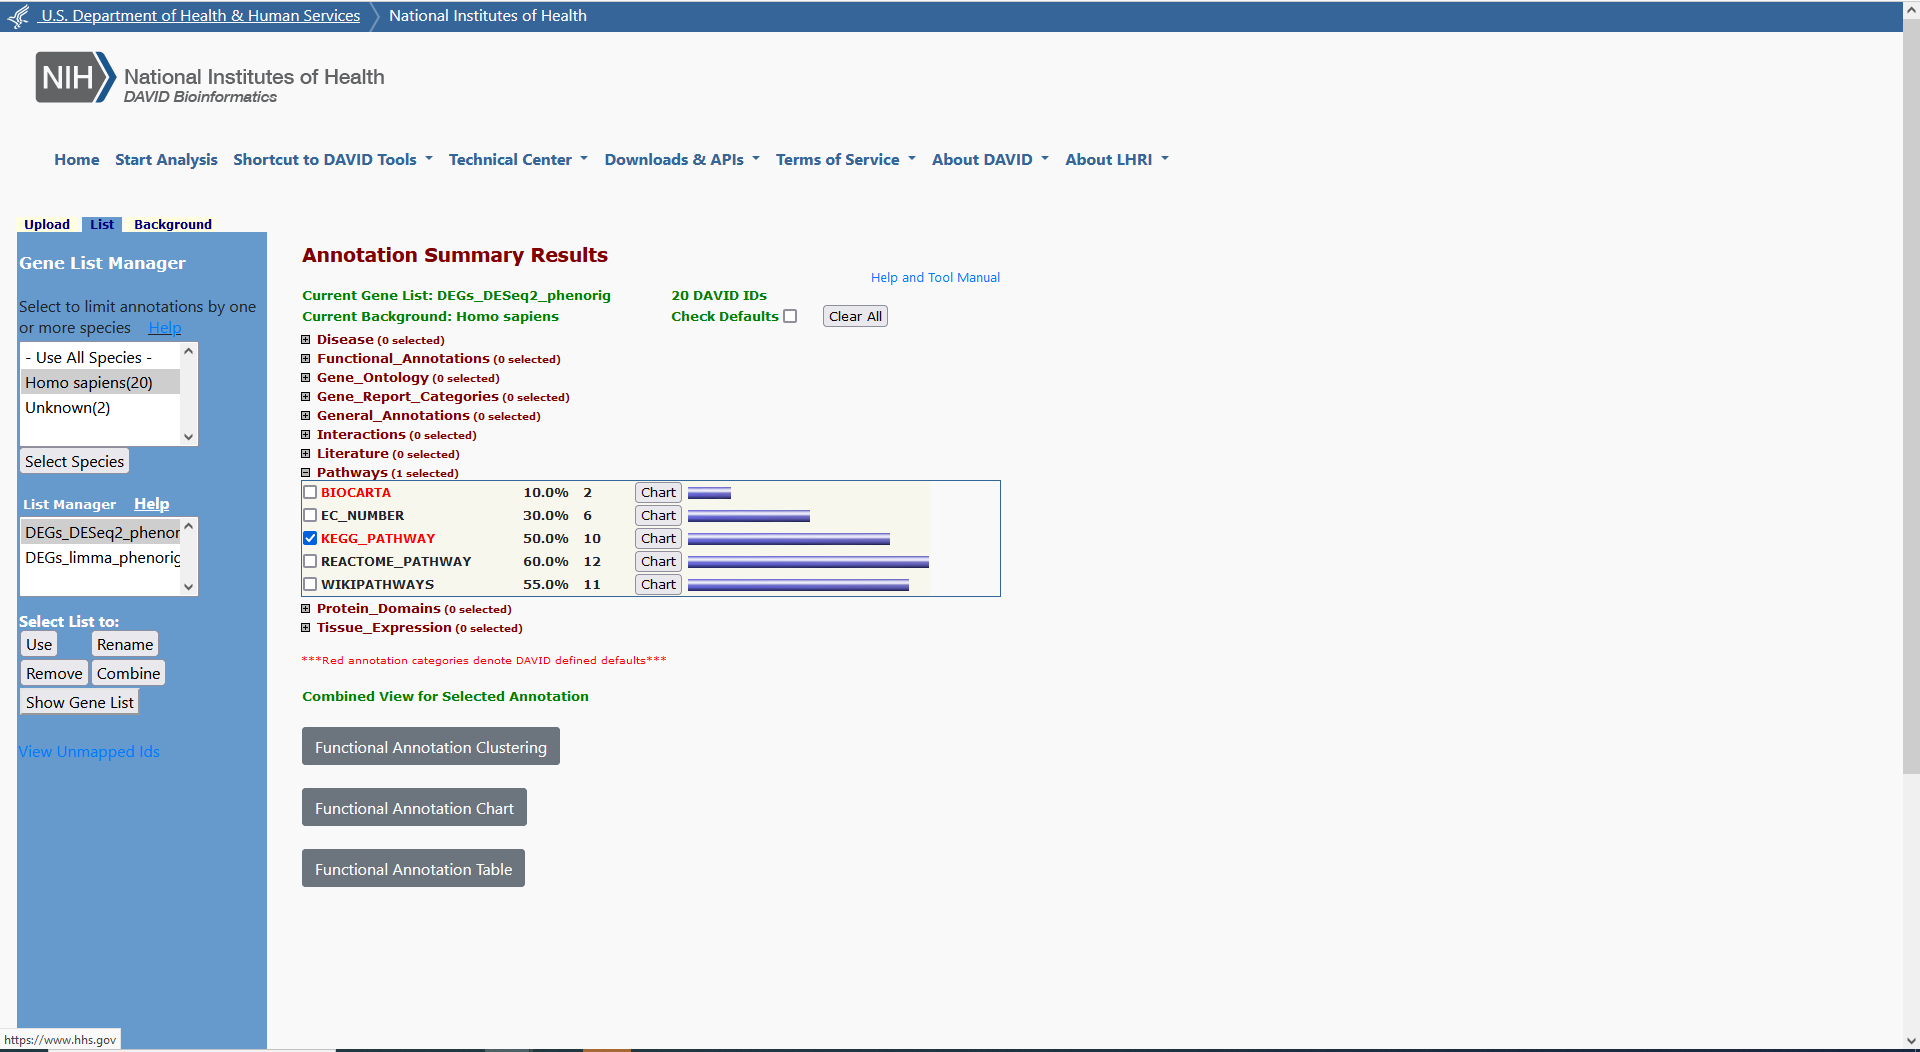 U.S. Department of Health & Human Services National Institutes of Health
NIH National Institutes of Health
DAVID Bioinformatics
Home Start Analysis Shortcut to DAVID Tools Technical Center Downloads & APIs Terms of Service About DAVID About LHRI
Upload List Background
Gene List Manager
Select to limit annotations by one
or more species Help
- Use All Species -
Homo sapiens(20)
Unknown(2)
Select Species
List Manager Help
DEGs_DESeq2_phenor
DEGs_limma_phenorig
Select List to:
Use Rename
Remove Combine
Show Gene List
View Unmapped Ids
Annotation Summary Results
Help and Tool Manual
Current Gene List: DEGs_DESeq2_phenorig 20 DAVID IDs
Current Background: Homo sapiens Check Defaults Clear All
Disease (0 selected)
Functional_Annotations (0 selected)
Gene_Ontology (0 selected)
Gene_Report_Categories (0 selected)
General_Annotations (0 selected)
Interactions (0 selected)
Literature (0 selected)
Pathways (1 selected)
BIOCARTA 10.0% 2 Chart
EC_NUMBER 30.0% 6 Chart
KEGG_PATHWAY 50.0% 10 Chart
REACTOME_PATHWAY 60.0% 12 Chart
WIKIPATHWAYS 55.0% 11 Chart
Protein_Domains (0 selected)
Tissue_Expression (0 selected)
***Red annotation categories denote DAVID defined defaults***
Combined View for Selected Annotation
Functional Annotation Clustering
Functional Annotation Chart
Functional Annotation Table
https://www.hhs.gov